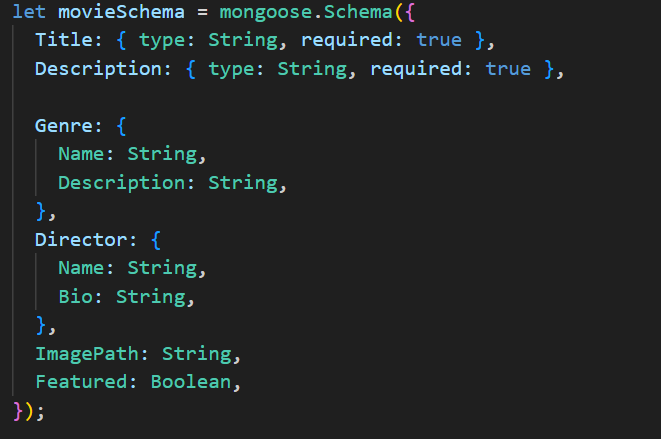 let movieSchema = mongoose.Schema({
  Title: { type: String, required: true },
  Description: { type: String, required: true },

  Genre: {
    Name: String,
    Description: String,
  },
  Director: {
    Name: String,
    Bio: String,
  },
  ImagePath: String,
  Featured: Boolean,
});